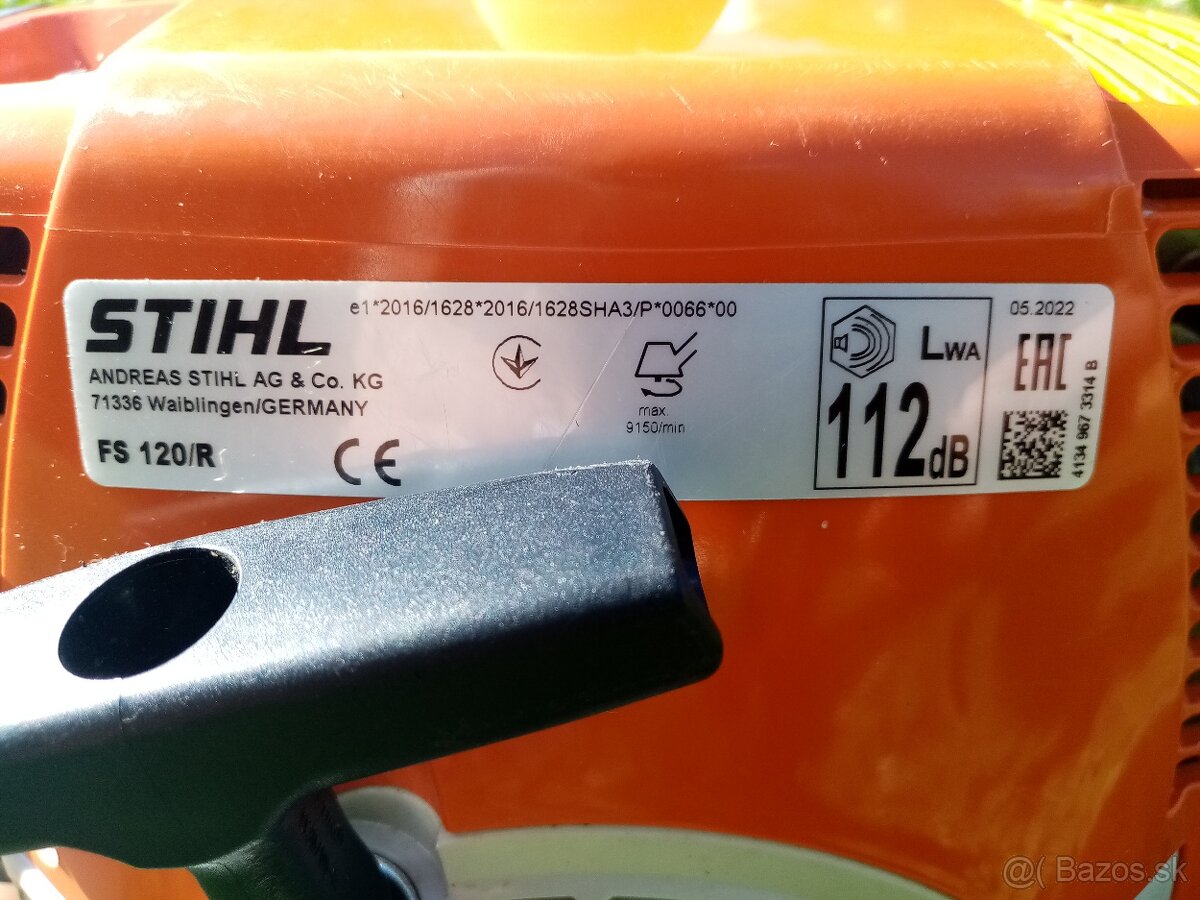 STIHL
e1*2016/1628*2016/1628SHA3/P*0066*00
ANDREAS STIHL AG & Co. KG
71336 Waiblingen/GERMANY
FS 120/R
CE
max.
9150/min
LWA
112dB
05.2022
EAC
4134 967 3314 B
@( Bazos.sk